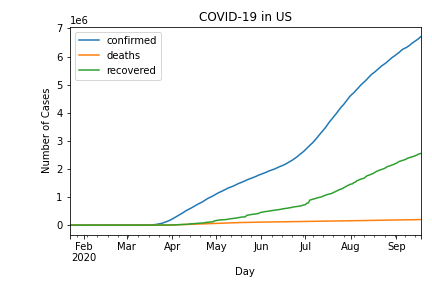 COVID-19 in US
1e6
7
6
5
4
3
2
1
0
Number of Cases
confirmed
deaths
recovered
Feb Mar Apr May Jun Jul Aug Sep
2020
Day